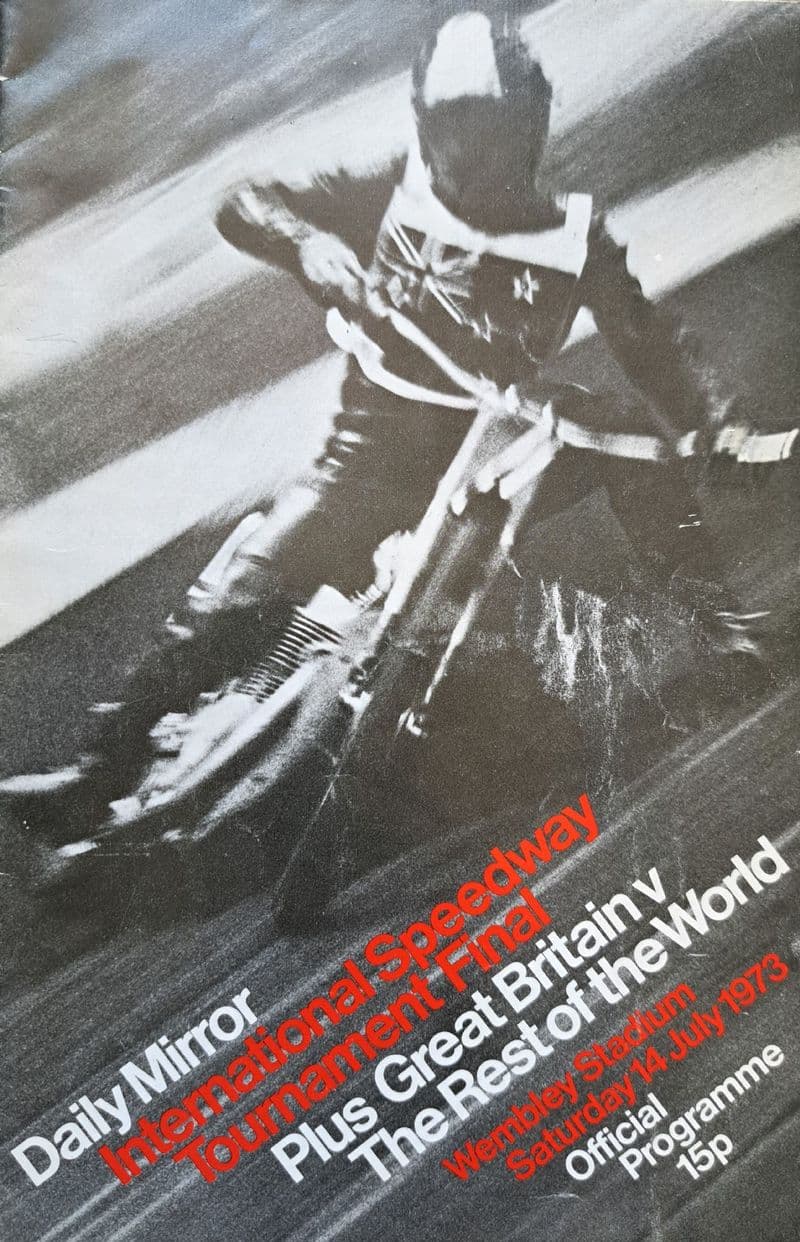 Daily Mirror
International Speedway
Tournament Final
Plus Great Britain v
The Rest of the World
Wembley Stadium
Saturday 14 July 1973
Official
Programme
15p